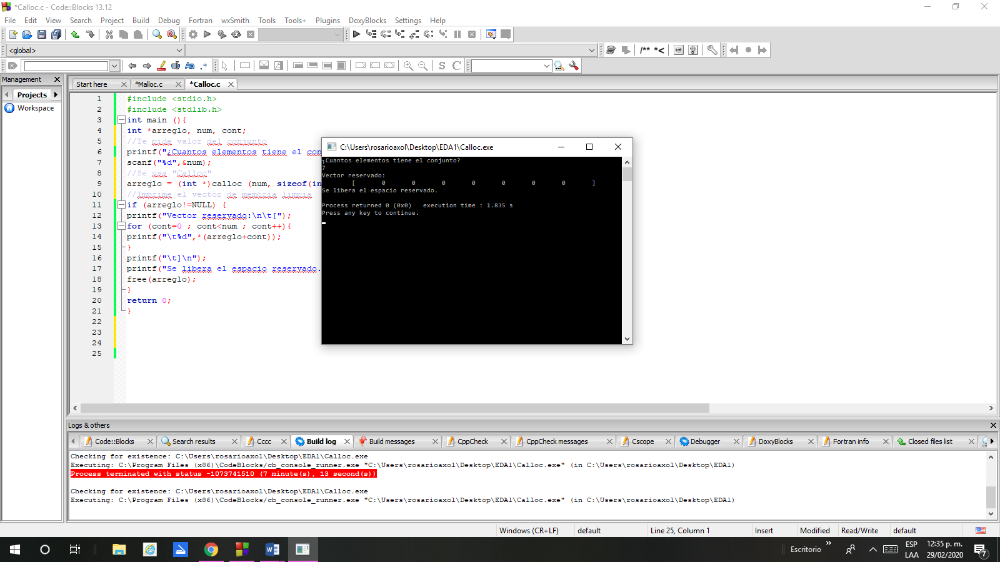 *Calloc.c - Code::Blocks 13.12
File Edit View Search Project Build Debug Fortran wxSmith Tools Tools+ Plugins DoxyBlocks Settings Help
<global>
/** *<
Aa .*
S C
Management
Projects
Workspace
Start here *Malloc.c *Calloc.c
1 #include <stdio.h>
2 #include <stdlib.h>
3 int main (){
4 int *arreglo, num, cont;
5 //Te pide valor del conjunto
6 printf("¿Cuantos elementos tiene el con
7 scanf("%d",&num);
8 //Se usa "Calloc"
9 arreglo = (int *)calloc (num, sizeof(in
10 //Imprime el vector de memoria limpia
11 if (arreglo!=NULL) {
12 printf("Vector reservado:\n\t[");
13 for (cont=0 ; cont<num ; cont++){
14 printf("\t%d",*(arreglo+cont));
15 }
16 printf("\t]\n");
17 printf("Se libera el espacio reservado.
18 free(arreglo);
19 }
20 return 0;
21 }
22
23
24
25
C:\Users\rosarioaxol\Desktop\EDA1\Calloc.exe
┐Cuantos elementos tiene el conjunto?
7
Vector reservado:
[ 0 0 0 0 0 0 0 ]
Se libera el espacio reservado.
Process returned 0 (0x0) execution time : 1.835 s
Press any key to continue.
Logs & others
Code::Blocks Search results Cccc Build log Build messages CppCheck CppCheck messages Cscope Debugger DoxyBlocks Fortran info Closed files list
Checking for existence: C:\Users\rosarioaxol\Desktop\EDA1\Calloc.exe
Executing: C:\Program Files (x86)\CodeBlocks/cb_console_runner.exe "C:\Users\rosarioaxol\Desktop\EDA1\Calloc.exe" (in C:\Users\rosarioaxol\Desktop\EDA1)
Process terminated with status -1073741510 (7 minute(s), 13 second(s))
Checking for existence: C:\Users\rosarioaxol\Desktop\EDA1\Calloc.exe
Executing: C:\Program Files (x86)\CodeBlocks/cb_console_runner.exe "C:\Users\rosarioaxol\Desktop\EDA1\Calloc.exe" (in C:\Users\rosarioaxol\Desktop\EDA1)
Windows (CR+LF) default Line 25, Column 1 Insert Modified Read/Write default
Escritorio
ESP
LAA
12:35 p. m.
29/02/2020
7